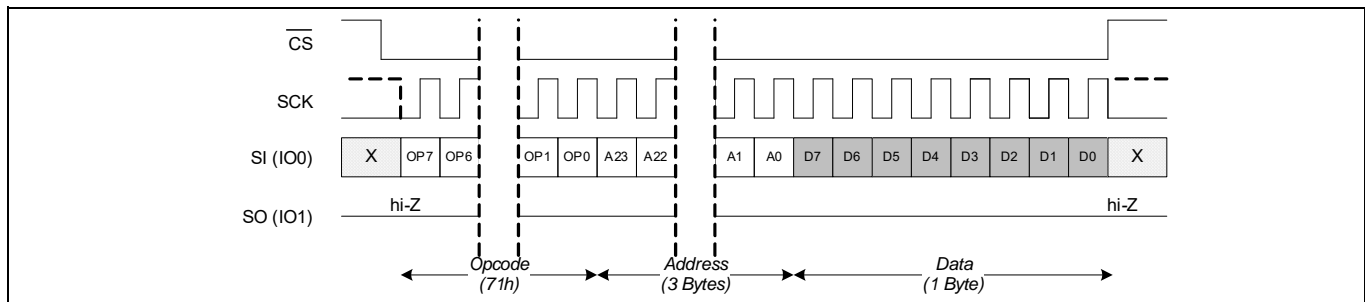 CS
SCK
SI (IO0) X OP7 OP6 OP1 OP0 A23 A22 A1 A0 D7 D6 D5 D4 D3 D2 D1 D0 X
hi-Z hi-Z
SO (IO1)
Opcode Address Data
(71h) (3 Bytes) (1 Byte)